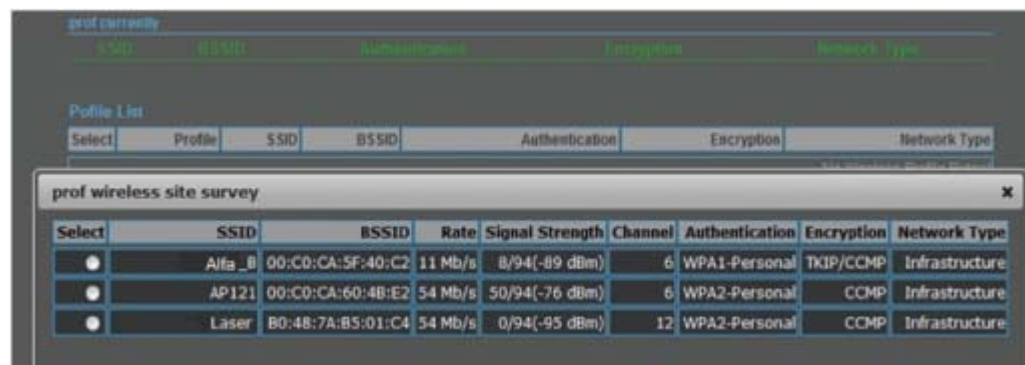 prof currently
SSID BSSID Authentication Encryption Network Type
Pofile List
Select Profile SSID BSSID Authentication Encryption Network Type
prof wireless site survey x
Select SSID BSSID Rate Signal Strength Channel Authentication Encryption Network Type
Alfa _B 00:C0:CA:5F:40:C2 11 Mb/s 8/94(-89 dBm) 6 WPA1-Personal TKIP/CCMP Infrastructure
AP121 00:C0:CA:60:4B:E2 54 Mb/s 50/94(-76 dBm) 6 WPA2-Personal CCMP Infrastructure
Laser B0:48:7A:B5:01:C4 54 Mb/s 0/94(-95 dBm) 12 WPA2-Personal CCMP Infrastructure